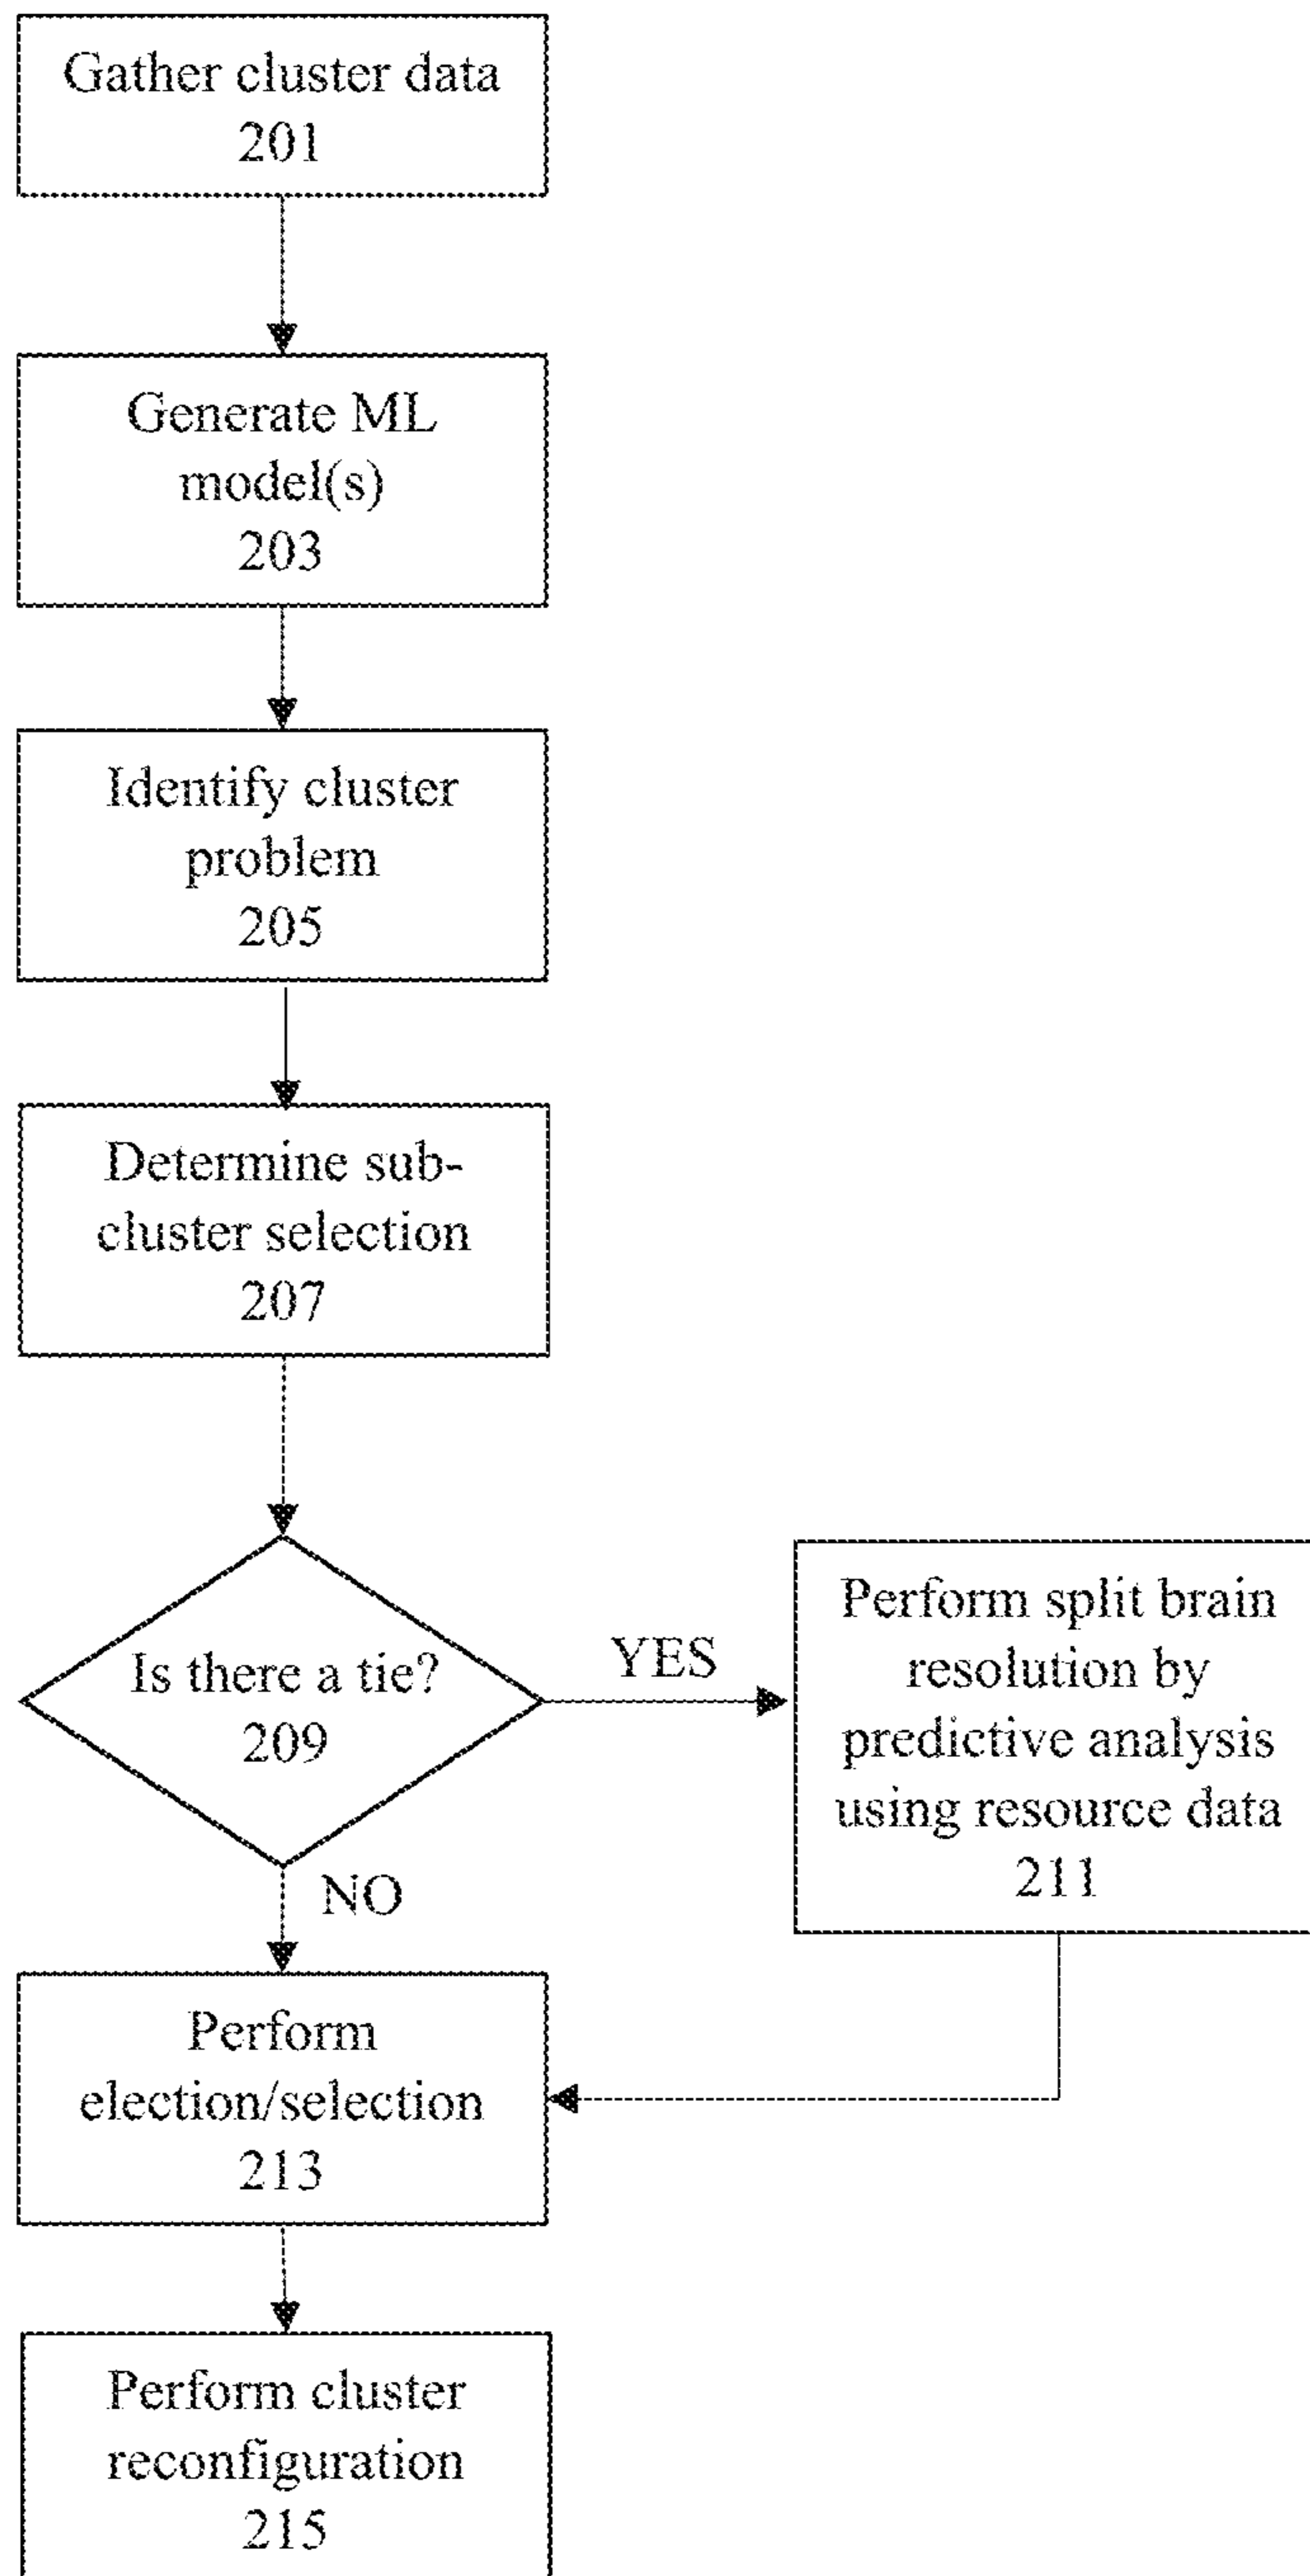 Gather cluster data
201
Generate ML
model(s)
203
Identify cluster
problem
205
Determine sub-
cluster selection
207
Is there a tie?
209
YES
Perform split brain
resolution by
predictive analysis
using resource data
211
NO
Perform
election/selection
213
Perform cluster
reconfiguration
215